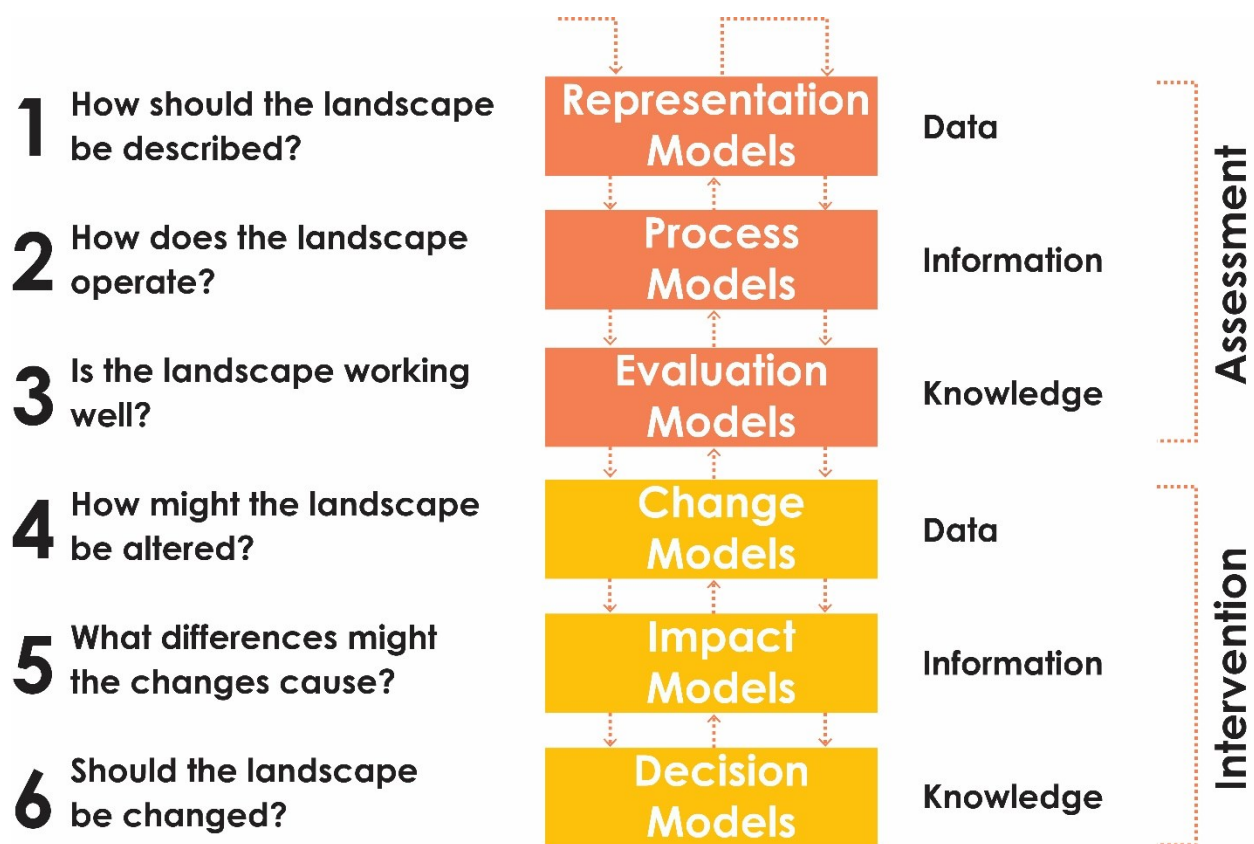 1
How should the landscape
be described?
Representation
Models
Data
2
How does the landscape
operate?
Process
Models
Information
3
Is the landscape working
well?
Evaluation
Models
Knowledge
Assessment
4
How might the landscape
be altered?
Change
Models
Data
5
What differences might
the changes cause?
Impact
Models
Information
6
Should the landscape
be changed?
Decision
Models
Knowledge
Intervention